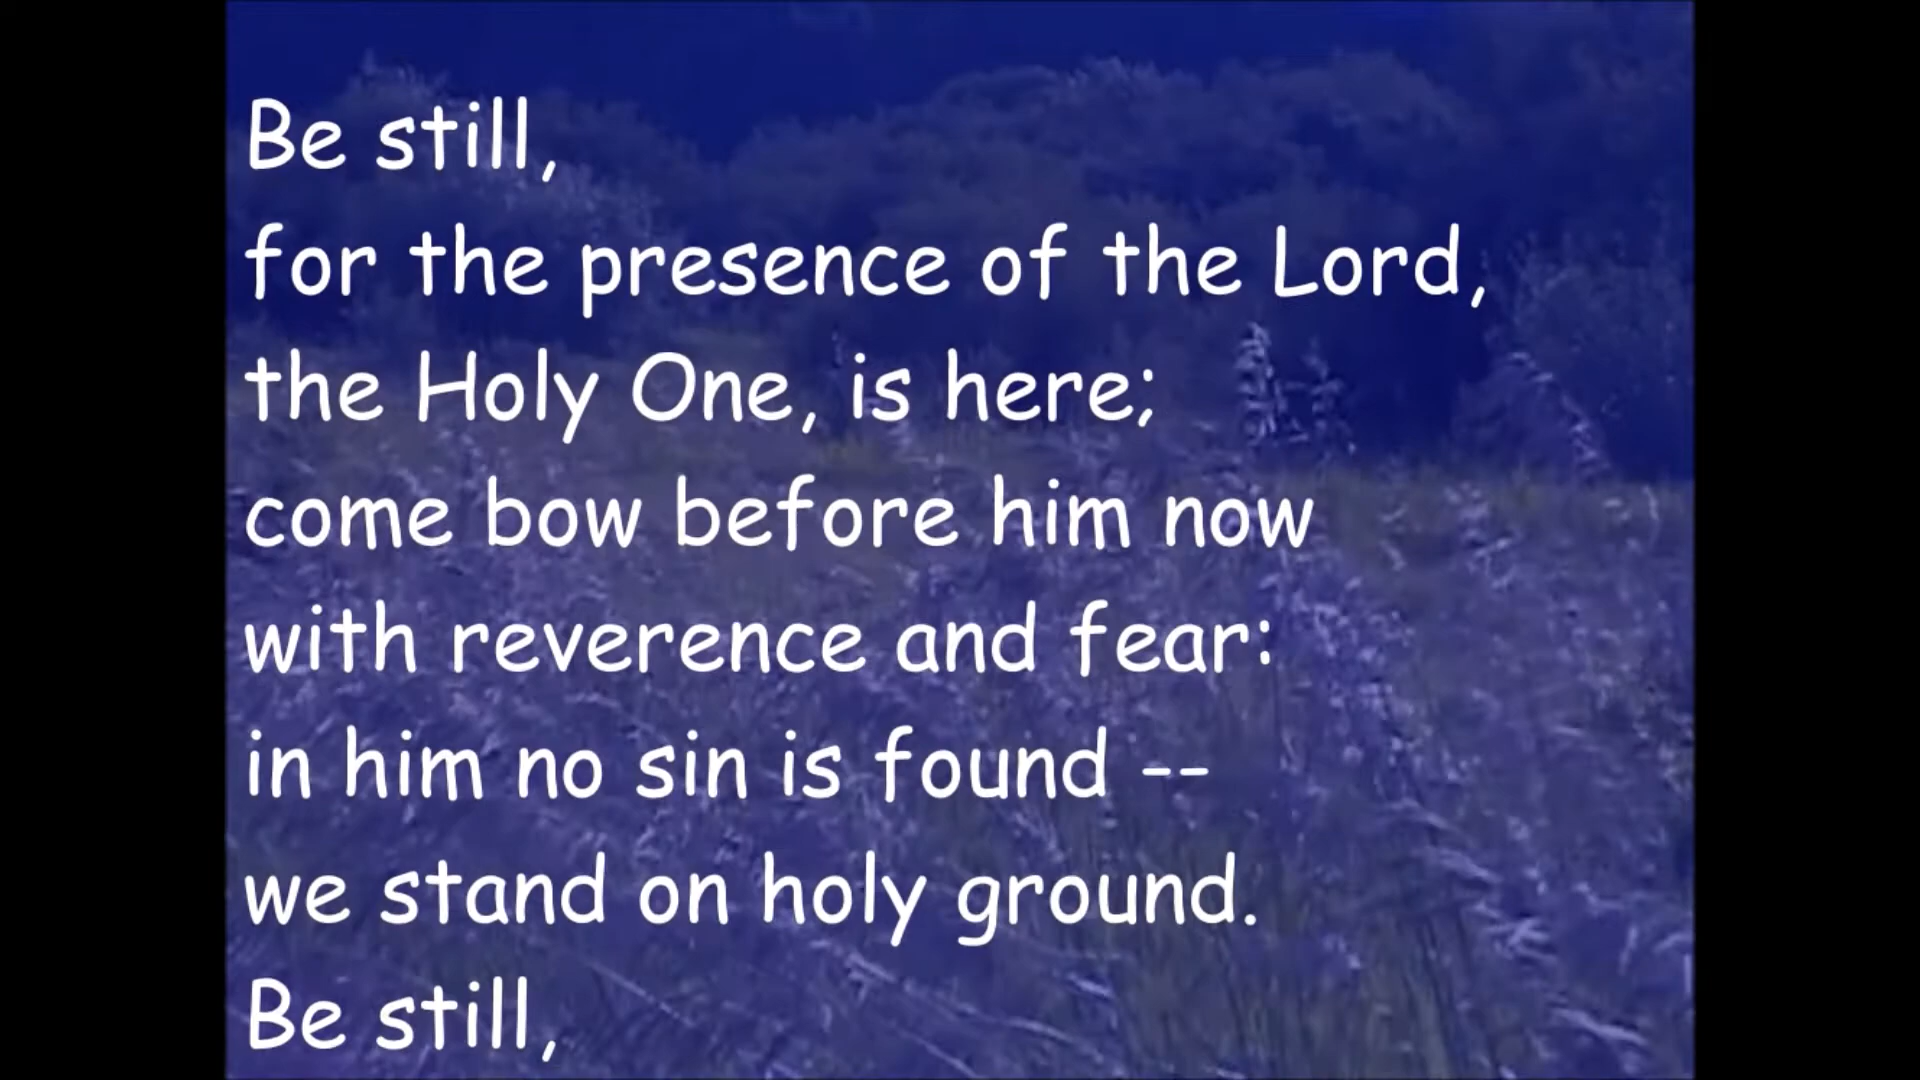 Be still,
for the presence of the Lord,
the Holy One, is here;
come bow before him now
with reverence and fear:
in him no sin is found --
we stand on holy ground.
Be still,